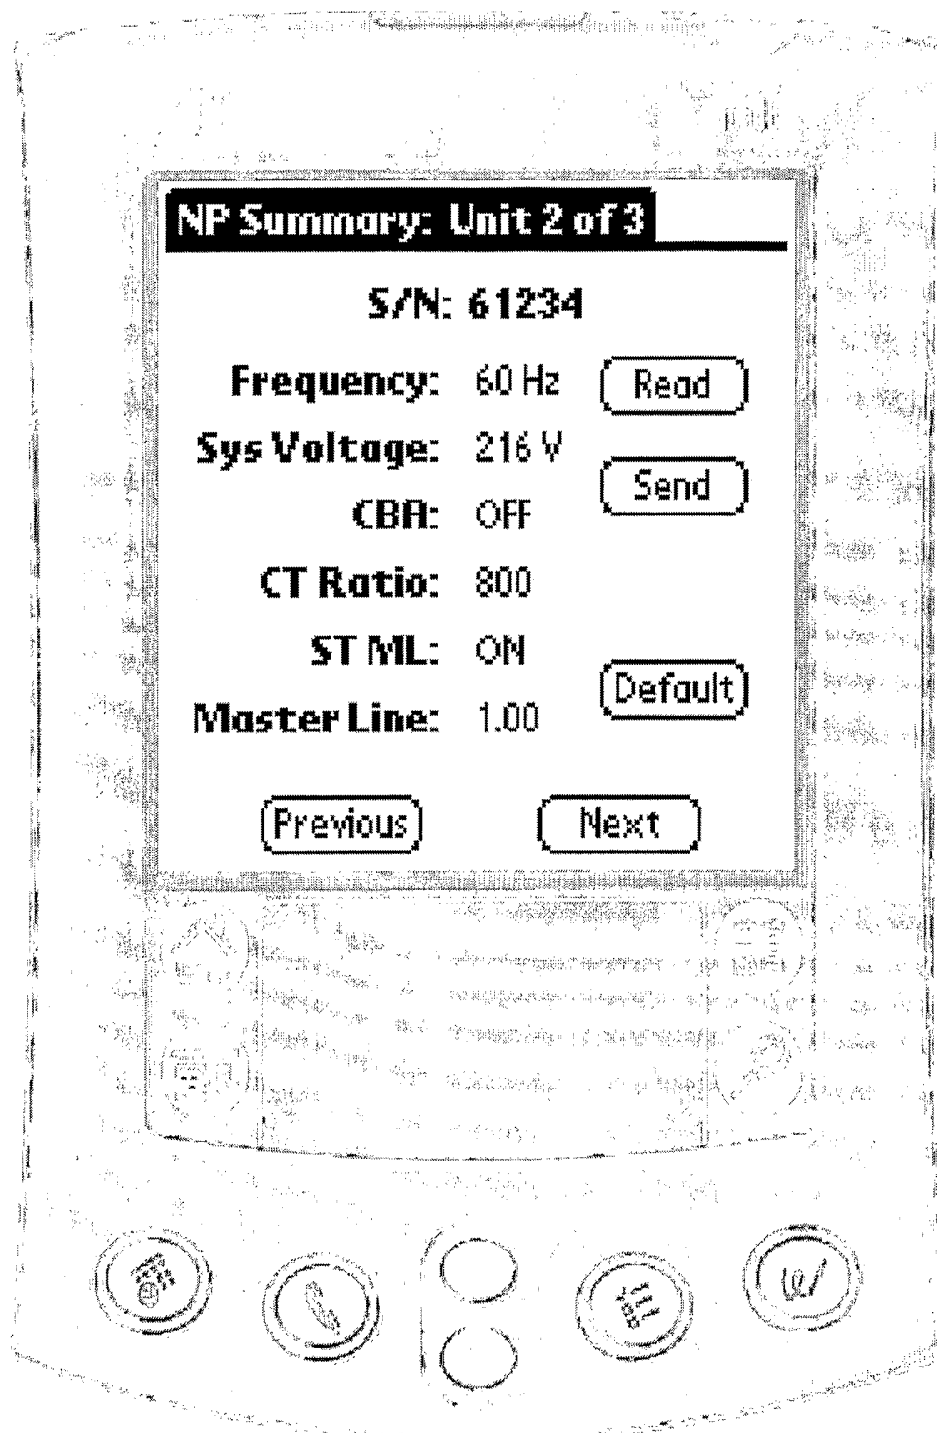 NP Summary: Unit 2 of 3
S/N: 61234
Frequency: 60 Hz Read
Sys Voltage: 216 V
Send
CBA: OFF
CT Ratio: 800
ST ML: ON
Default
Master Line: 1.00
Previous Next